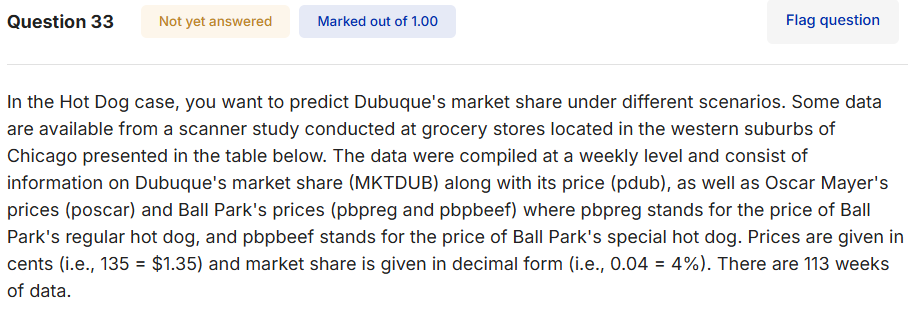 Question 33
Not yet answered
Marked out of 1.00
Flag question
In the Hot Dog case, you want to predict Dubuque's market share under different scenarios. Some data
are available from a scanner study conducted at grocery stores located in the western suburbs of
Chicago presented in the table below. The data were compiled at a weekly level and consist of
information on Dubuque's market share (MKTDUB) along with its price (pdub), as well as Oscar Mayer's
prices (poscar) and Ball Park's prices (pbpreg and pbpbeef) where pbpreg stands for the price of Ball
Park's regular hot dog, and pbpbeef stands for the price of Ball Park's special hot dog. Prices are given in
cents (i.e., 135 = $1.35) and market share is given in decimal form (i.e., 0.04 = 4%). There are 113 weeks
of data.